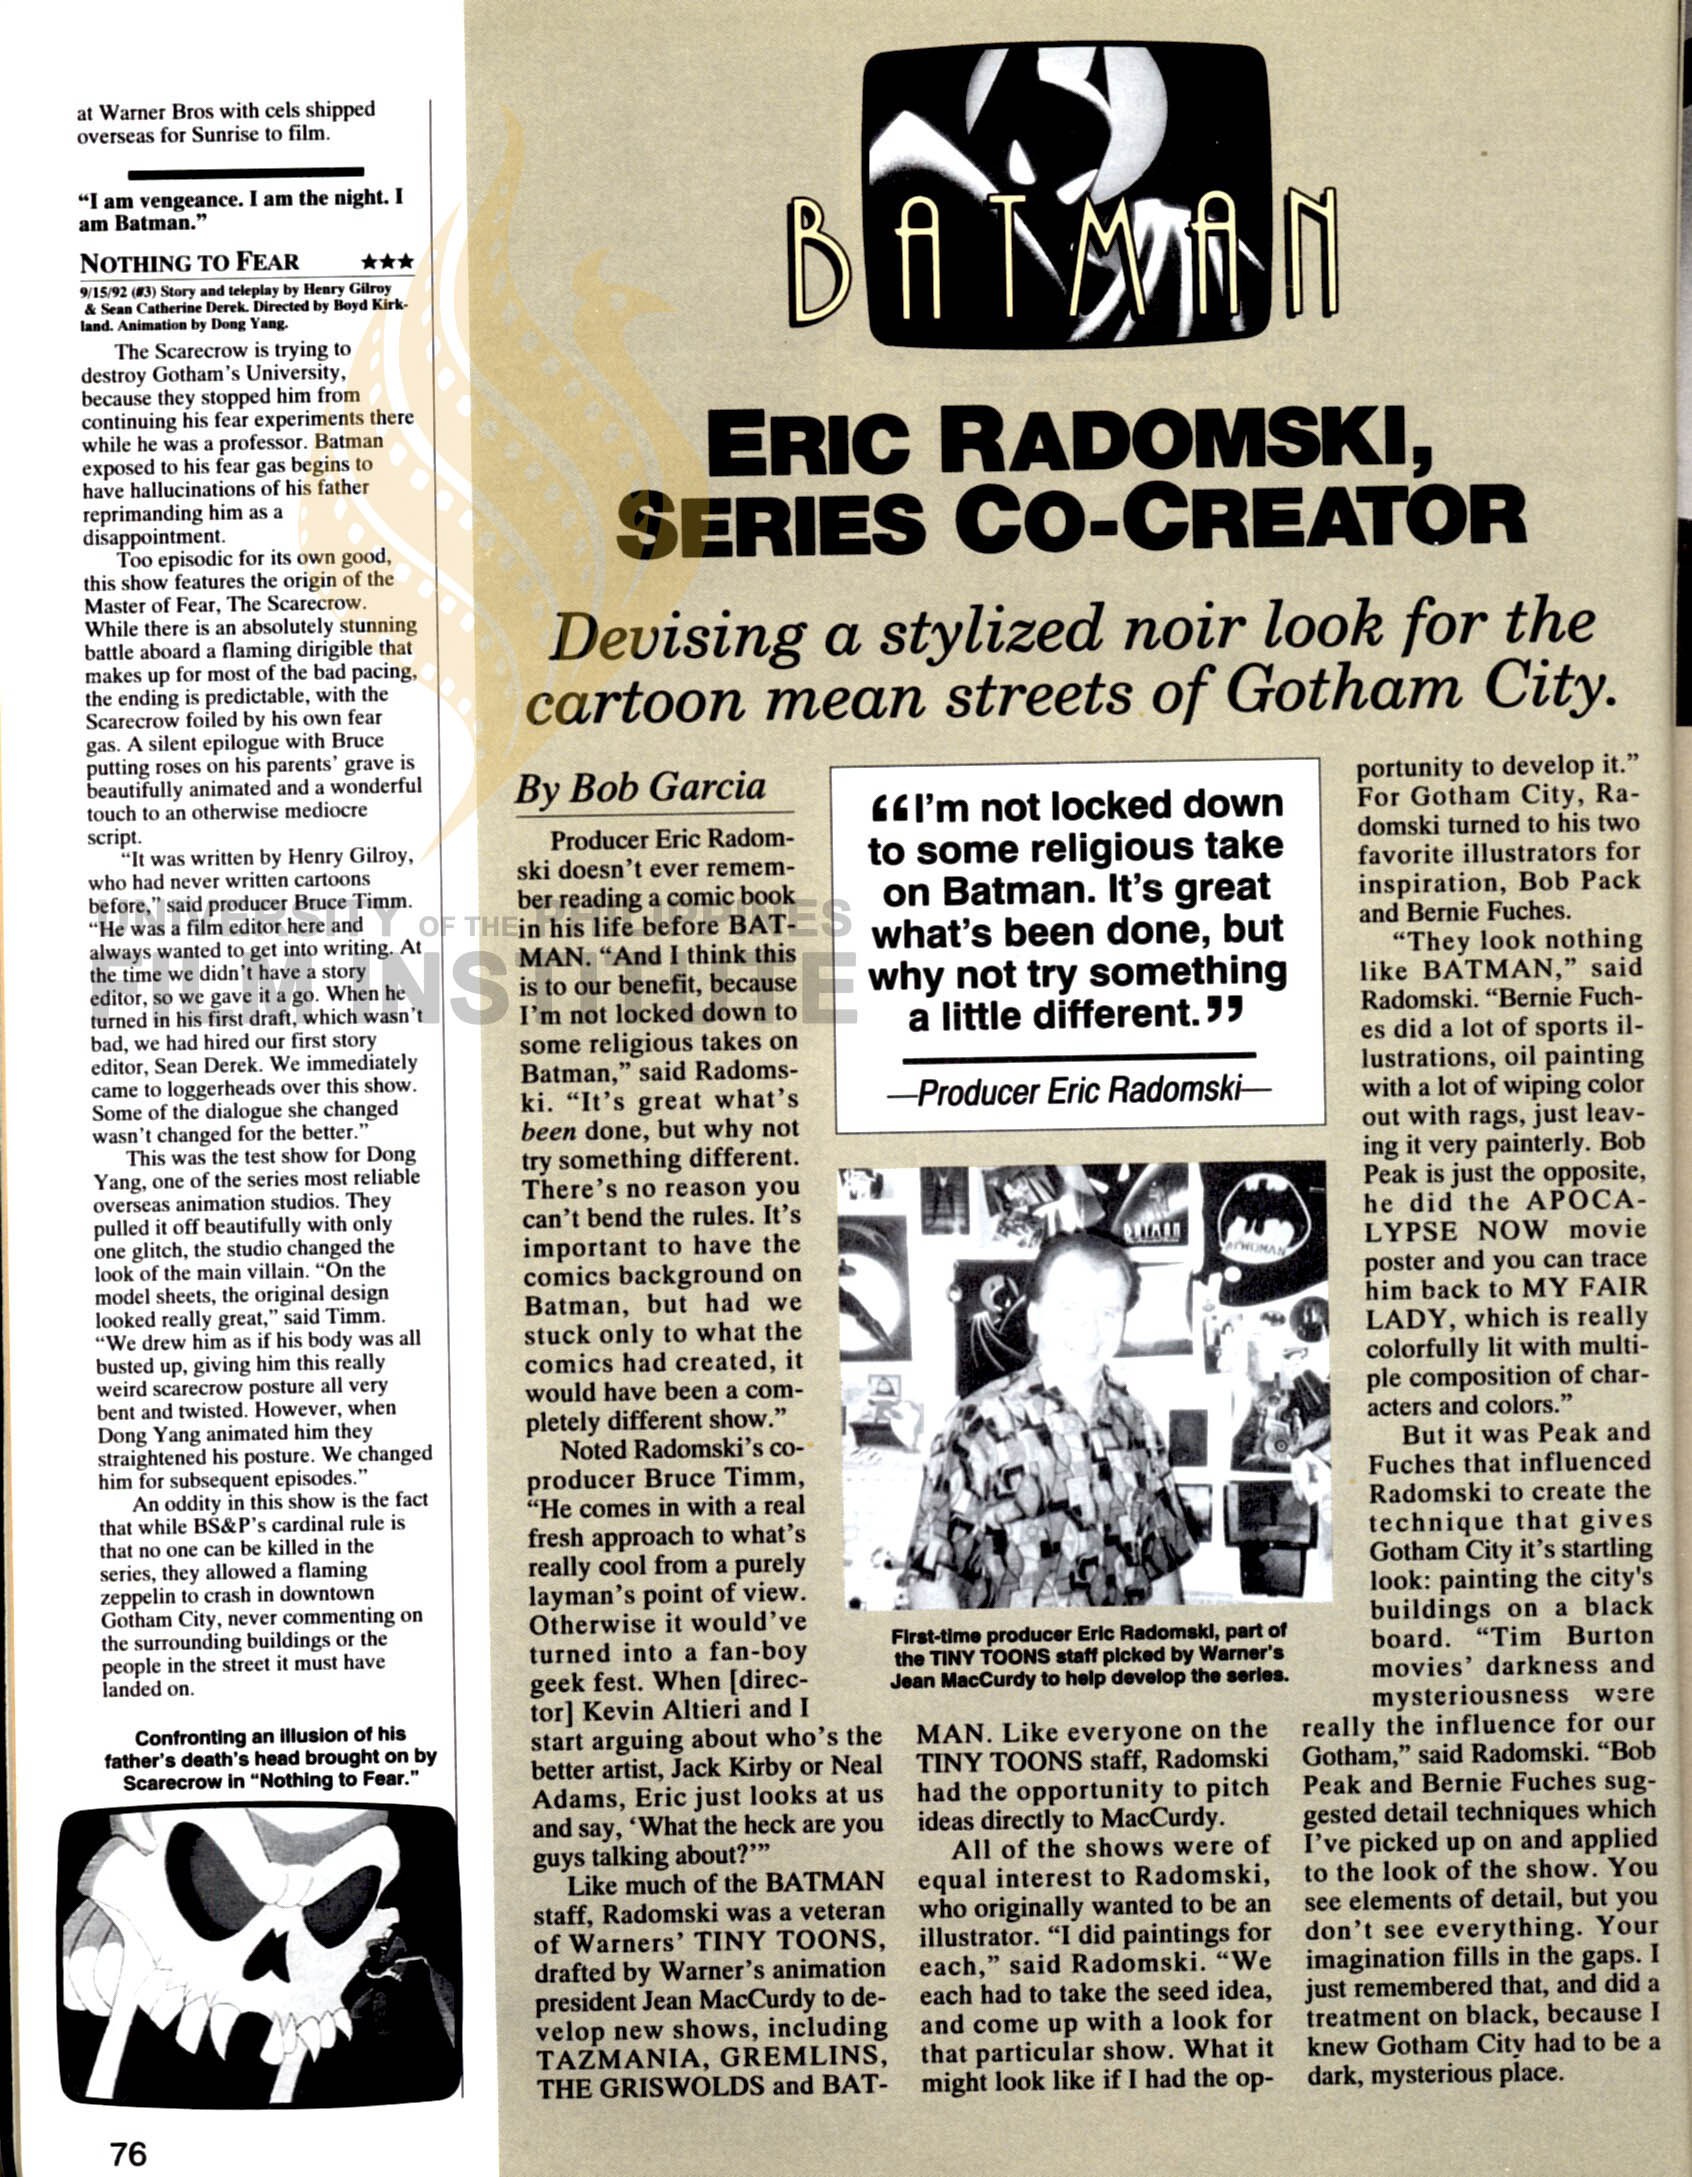 at Warner Bros with cels shipped
overseas for Sunrise to film.
“I am vengeance. I am the night. I
am Batman.”
NOTHING TO FEAR ★★★
9/15/92 (#3) Story and teleplay by Henry Gilroy
& Sean Catherine Derek. Directed by Boyd Kirk-
land. Animation by Dong Yang.
The Scarecrow is trying to
destroy Gotham’s University,
because they stopped him from
continuing his fear experiments there
while he was a professor. Batman
exposed to his fear gas begins to
have hallucinations of his father
reprimanding him as a
disappointment.
Too episodic for its own good,
this show features the origin of the
Master of Fear, The Scarecrow.
While there is an absolutely stunning
battle aboard a flaming dirigible that
makes up for most of the bad pacing,
the ending is predictable, with the
Scarecrow foiled by his own fear
gas. A silent epilogue with Bruce
putting roses on his parents’ grave is
beautifully animated and a wonderful
touch to an otherwise mediocre
script.
“It was written by Henry Gilroy,
who had never written cartoons
before,” said producer Bruce Timm.
“He was a film editor here and
always wanted to get into writing. At
the time we didn’t have a story
editor, so we gave it a go. When he
turned in his first draft, which wasn’t
bad, we had hired our first story
editor, Sean Derek. We immediately
came to loggerheads over this show.
Some of the dialogue she changed
wasn’t changed for the better.”
This was the test show for Dong
Yang, one of the series most reliable
overseas animation studios. They
pulled it off beautifully with only
one glitch, the studio changed the
look of the main villain. “On the
model sheets, the original design
looked really great,” said Timm.
“We drew him as if his body was all
busted up, giving him this really
weird scarecrow posture all very
bent and twisted. However, when
Dong Yang animated him they
straightened his posture. We changed
him for subsequent episodes.”
An oddity in this show is the fact
that while BS&P’s cardinal rule is
that no one can be killed in the
series, they allowed a flaming
zeppelin to crash in downtown
Gotham City, never commenting on
the surrounding buildings or the
people in the street it must have
landed on.
Confronting an illusion of his
father’s death’s head brought on by
Scarecrow in “Nothing to Fear.”
76
BATMAN
ERIC RADOMSKI,
SERIES CO-CREATOR
Devising a stylized noir look for the
cartoon mean streets of Gotham City.
By Bob Garcia
Producer Eric Radom-
ski doesn’t ever remem-
ber reading a comic book
in his life before BAT-
MAN. “And I think this
is to our benefit, because
I’m not locked down to
some religious takes on
Batman,” said Radoms-
ki. “It’s great what’s
been done, but why not
try something different.
There’s no reason you
can’t bend the rules. It’s
important to have the
comics background on
Batman, but had we
stuck only to what the
comics had created, it
would have been a com-
pletely different show.”
Noted Radomski’s co-
producer Bruce Timm,
“He comes in with a real
fresh approach to what’s
really cool from a purely
layman’s point of view.
Otherwise it would’ve
turned into a fan-boy
geek fest. When [direc-
tor] Kevin Altieri and I
start arguing about who’s the
better artist, Jack Kirby or Neal
Adams, Eric just looks at us
and say, ‘What the heck are you
guys talking about?’”
Like much of the BATMAN
staff, Radomski was a veteran
of Warners’ TINY TOONS,
drafted by Warner’s animation
president Jean MacCurdy to de-
velop new shows, including
TAZMANIA, GREMLINS,
THE GRISWOLDS and BAT-
“I’m not locked down
to some religious take
on Batman. It’s great
what’s been done, but
why not try something
a little different.”
—Producer Eric Radomski—
BATMAN
First-time producer Eric Radomski, part of
the TINY TOONS staff picked by Warner’s
Jean MacCurdy to help develop the series.
MAN. Like everyone on the
TINY TOONS staff, Radomski
had the opportunity to pitch
ideas directly to MacCurdy.
All of the shows were of
equal interest to Radomski,
who originally wanted to be an
illustrator. “I did paintings for
each,” said Radomski. “We
each had to take the seed idea,
and come up with a look for
that particular show. What it
might look like if I had the op-
portunity to develop it.”
For Gotham City, Ra-
domski turned to his two
favorite illustrators for
inspiration, Bob Pack
and Bernie Fuches.
“They look nothing
like BATMAN,” said
Radomski. “Bernie Fuch-
es did a lot of sports il-
lustrations, oil painting
with a lot of wiping color
out with rags, just leav-
ing it very painterly. Bob
Peak is just the opposite,
he did the APOCA-
LYPSE NOW movie
poster and you can trace
him back to MY FAIR
LADY, which is really
colorfully lit with multi-
ple composition of char-
acters and colors.”
But it was Peak and
Fuches that influenced
Radomski to create the
technique that gives
Gotham City it’s startling
look: painting the city's
buildings on a black
board. “Tim Burton
movies’ darkness and
mysteriousness were
really the influence for our
Gotham,” said Radomski. “Bob
Peak and Bernie Fuches sug-
gested detail techniques which
I’ve picked up on and applied
to the look of the show. You
see elements of detail, but you
don’t see everything. Your
imagination fills in the gaps. I
just remembered that, and did a
treatment on black, because I
knew Gotham City had to be a
dark, mysterious place.
UNIVERSITY OF THE PHILIPPINES
FILM INSTITUTE